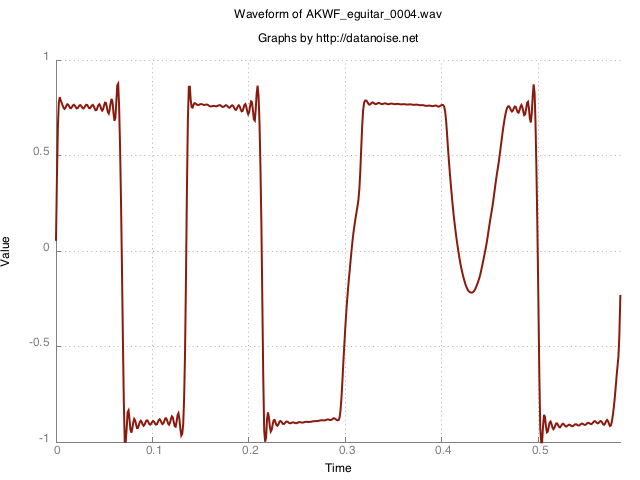 Waveform of AKWF_eguitar_0004.wav
Graphs by http://datanoise.net
1
0.5
0
-0.5
-1
Value
0 0.1 0.2 0.3 0.4 0.5
Time